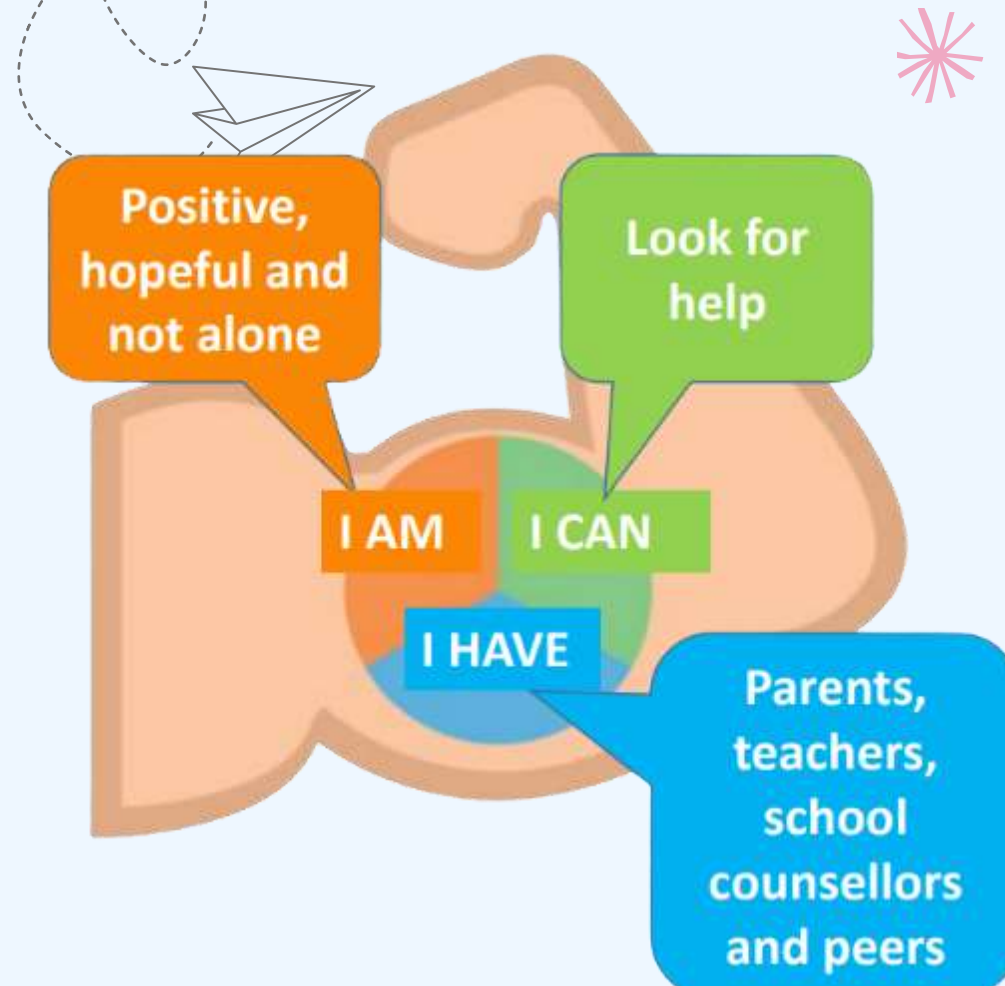 Positive,
hopeful and
not alone
Look for
help
I AM
I CAN
I HAVE
Parents,
teachers,
school
counsellors
and peers